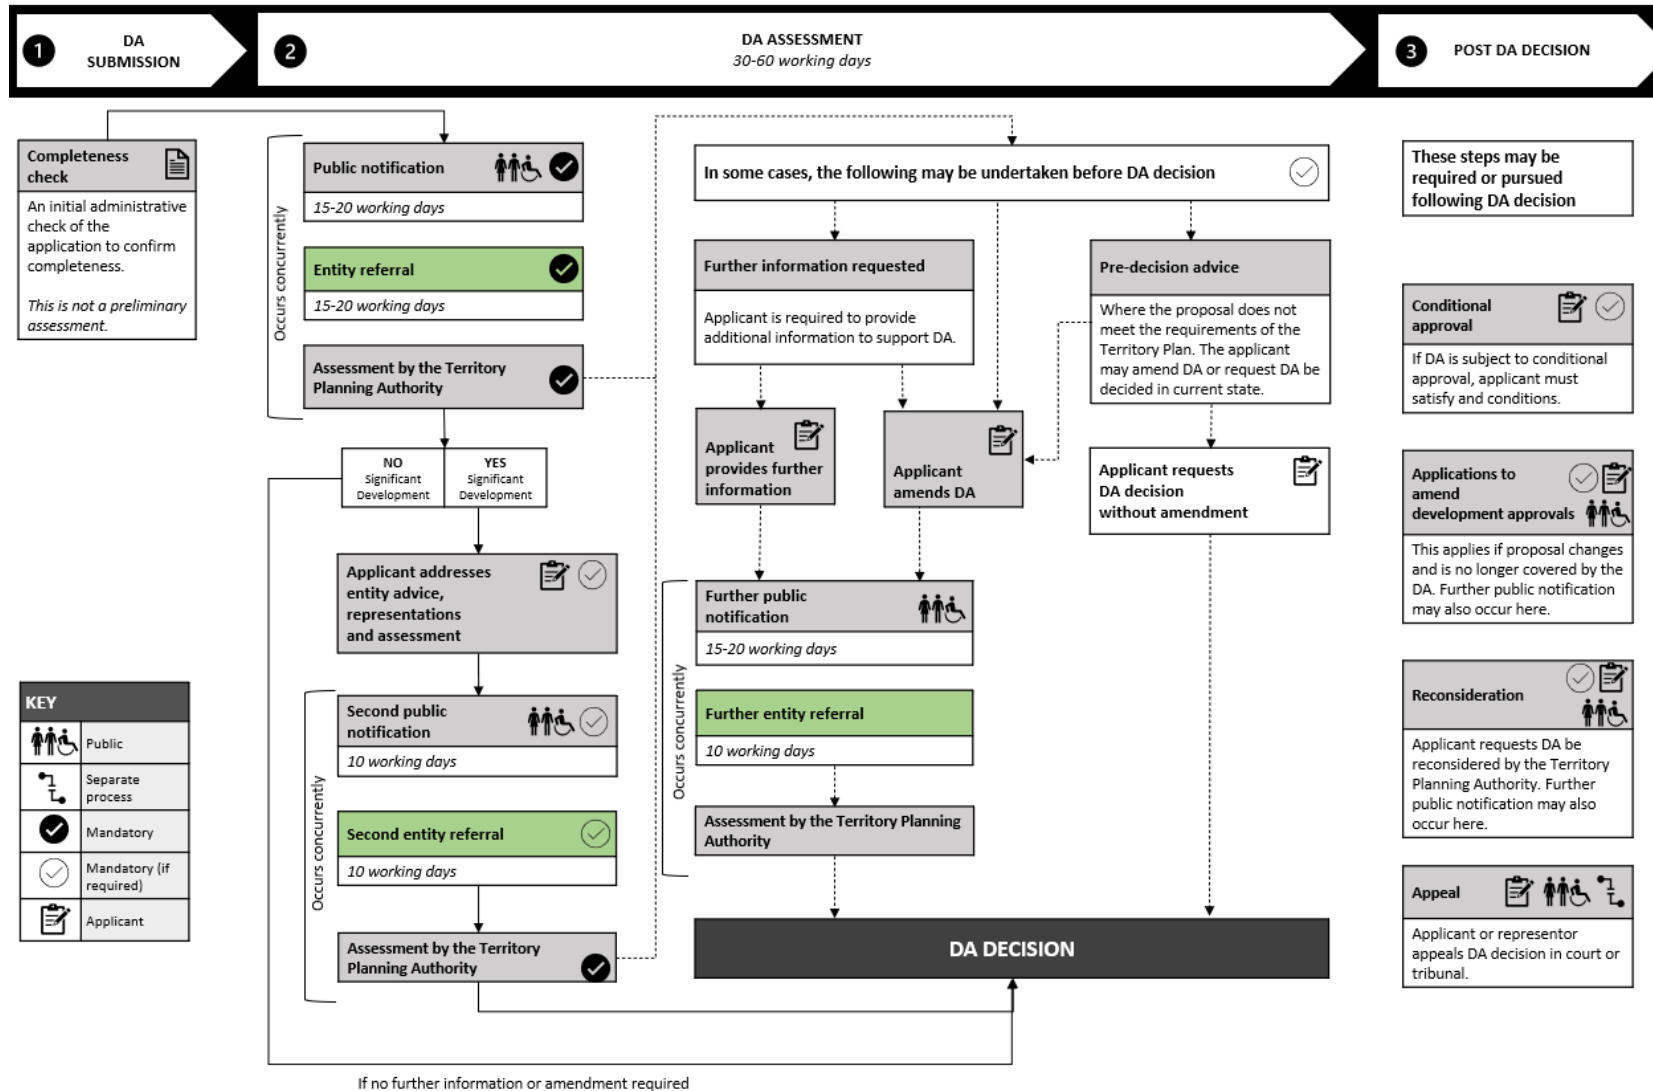 1
DA
SUBMISSION
2
DA ASSESSMENT
30-60 working days
3
POST DA DECISION
Completeness
check
An initial administrative
check of the
application to confirm
completeness.
This is not a preliminary
assessment.
Occurs concurrently
Public notification
15-20 working days
Entity referral
15-20 working days
Assessment by the Territory
Planning Authority
NO
Significant
Development
YES
Significant
Development
Applicant addresses
entity advice,
representations
and assessment
Occurs concurrently
Second public
notification
10 working days
Second entity referral
10 working days
Assessment by the Territory
Planning Authority
If no further information or amendment required
In some cases, the following may be undertaken before DA decision
Further information requested
Applicant is required to provide
additional information to support DA.
Pre-decision advice
Where the proposal does not
meet the requirements of the
Territory Plan. The applicant
may amend DA or request DA be
decided in current state.
Applicant
provides further
information
Applicant
amends DA
Applicant requests
DA decision
without amendment
Occurs concurrently
Further public
notification
15-20 working days
Further entity referral
10 working days
Assessment by the Territory Planning
Authority
DA DECISION
These steps may be
required or pursued
following DA decision
Conditional
approval
If DA is subject to conditional
approval, applicant must
satisfy and conditions.
Applications to
amend
development approvals
This applies if proposal changes
and is no longer covered by the
DA. Further public notification
may also occur here.
Reconsideration
Applicant requests DA be
reconsidered by the Territory
Planning Authority. Further
public notification may also
occur here.
Appeal
Applicant or representor
appeals DA decision in court or
tribunal.
KEY
Public
Separate
process
Mandatory
Mandatory (if
required)
Applicant